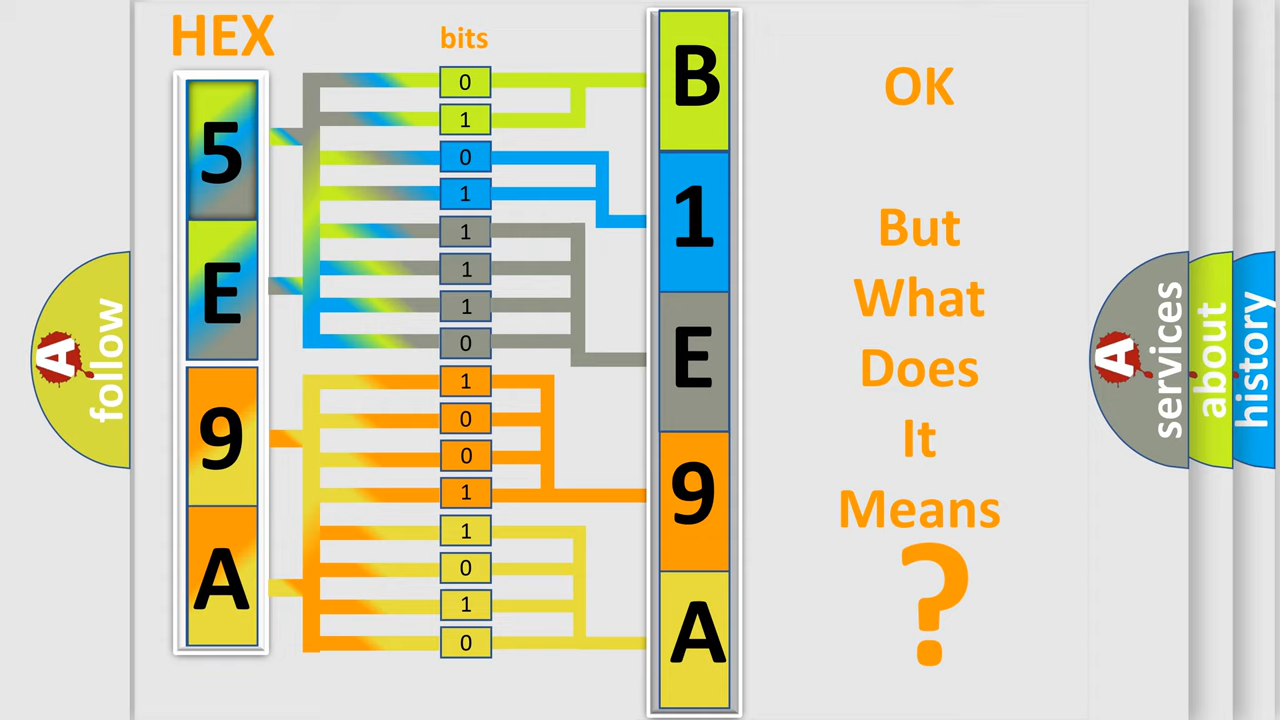 HEX
bits
5
E
9
A
0
1
0
1
1
1
1
0
1
0
0
1
1
0
1
0
B
1
E
9
A
OK
But
What
Does
It
Means
?
A
follow
A
services
about
history